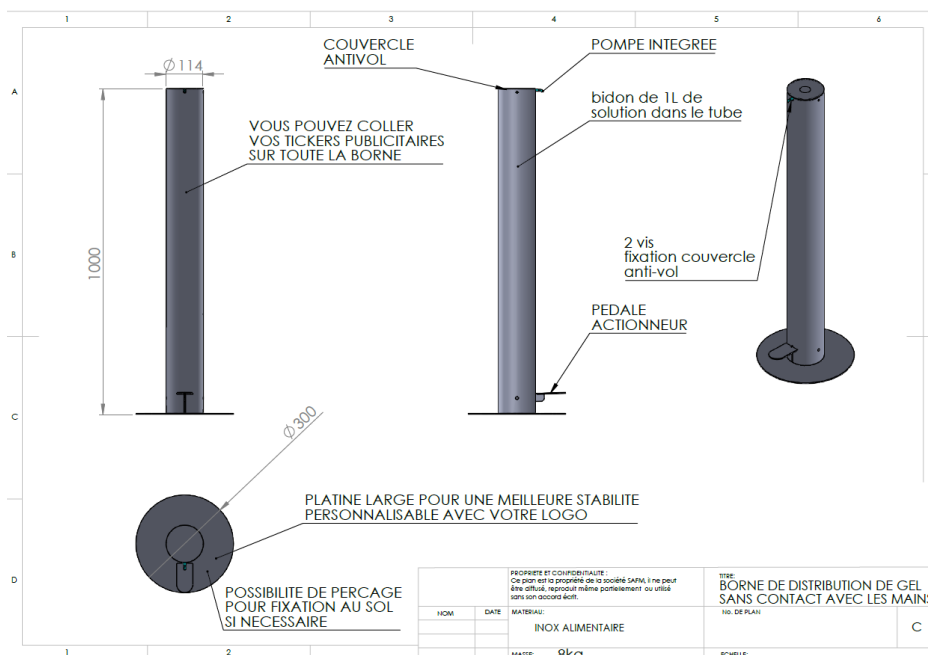 1 2 3 4 5 6
COUVERCLE
ANTIVOL
POMPE INTEGREE
Ø114
A
bidon de 1L de
solution dans le tube
VOUS POUVEZ COLLER
VOS TICKERS PUBLICITAIRES
SUR TOUTE LA BORNE
B
1000
2 vis
fixation couvercle
anti-vol
PEDALE
ACTIONNEUR
C
Ø300
PLATINE LARGE POUR UNE MEILLEURE STABILITE
PERSONNALISABLE AVEC VOTRE LOGO
D
POSSIBILITE DE PERCAGE
POUR FIXATION AU SOL
SI NECESSAIRE
PROPRIETE ET CONFIDENTIALITE :
Ce plan est la propriété de la société SAFM, il ne peut
être diffusé, reproduit même partiellement ou utilisé
sans son accord écrit.
TITRE:
BORNE DE DISTRIBUTION DE GEL
SANS CONTACT AVEC LES MAINS
NOM DATE MATERIAU:
INOX ALIMENTAIRE
No. DE PLAN
C
MASSE: 8kg
ECHELLE:
1 2